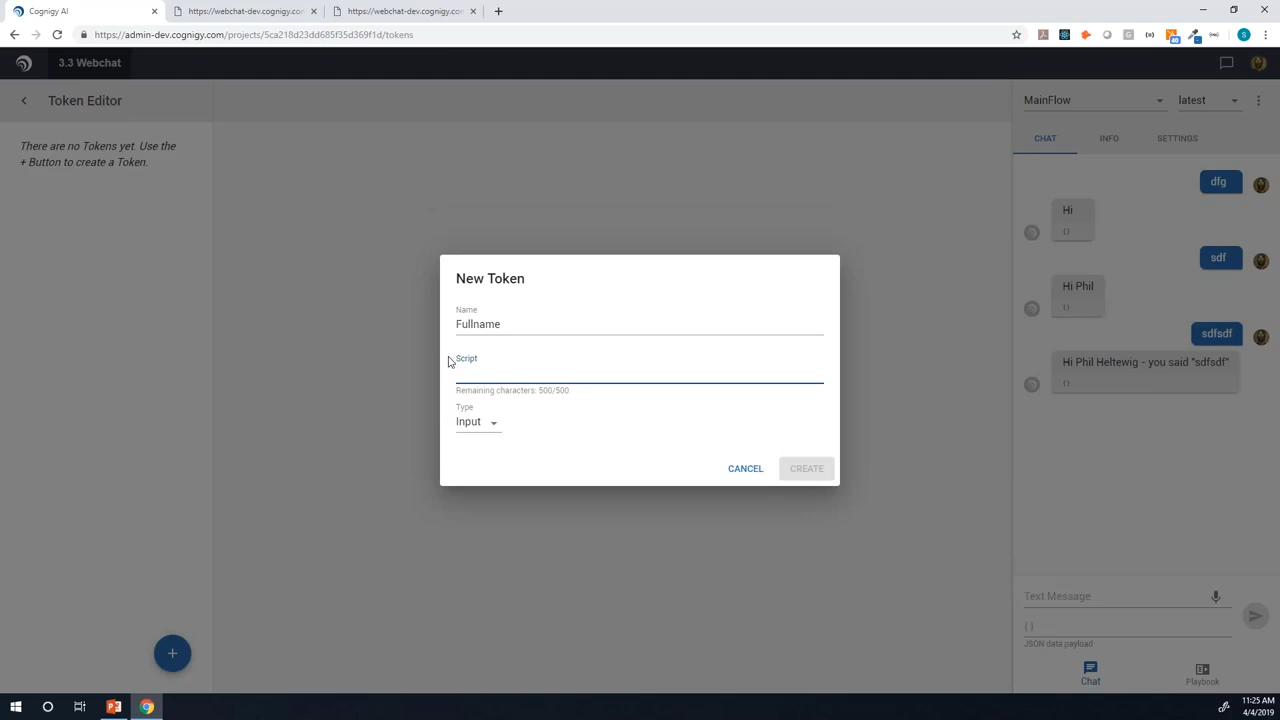 Cognigy AI
https://webchat-dev.cognigy.con
https://webchat-dev.cognigy.con
https://admin-dev.cognigy.com/projects/5ca218d23dd685f35d369f1d/tokens
3.3 Webchat
Token Editor
There are no Tokens yet. Use the
+ Button to create a Token.
MainFlow
latest
CHAT
INFO
SETTINGS
dfg
Hi
{ }
sdf
Hi Phil
{ }
sdfsdf
Hi Phil Heltewig - you said "sdfsdf"
{ }
New Token
Name
Fullname
Script
Remaining characters: 500/500
Type
Input
CANCEL
CREATE
Text Message
{ }
JSON data payload
Chat
Playbook
11:25 AM
4/4/2019